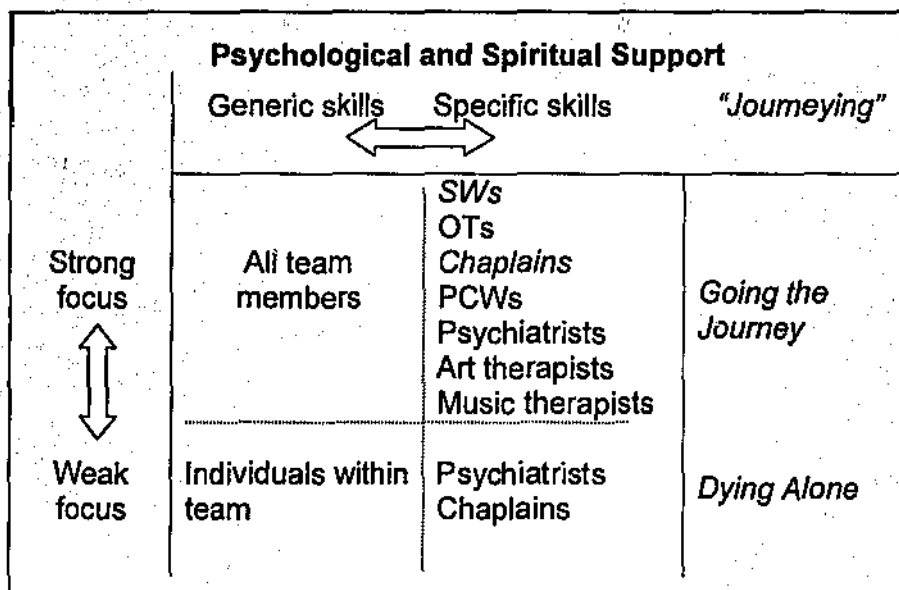 Psychological and Spiritual Support
Generic skills Specific skills "Journeying"
SWs
OTs
Strong focus
All team members
Chaplains
PCWs
Psychiatrists
Art therapists
Music therapists
Going the Journey
Weak focus
Individuals within team
Psychiatrists
Chaplains
Dying Alone